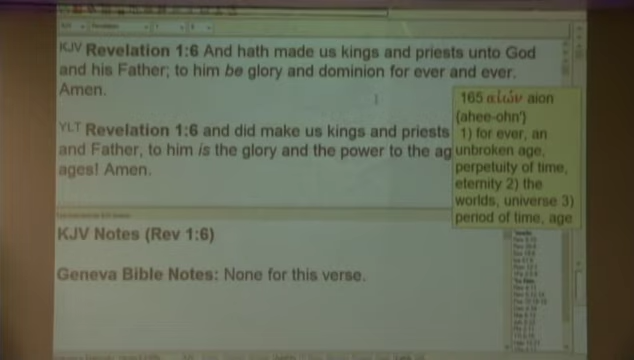 KJV Revelation 1:6 And hath made us kings and priests unto God
and his Father; to him be glory and dominion for ever and ever.
Amen.
YLT Revelation 1:6 and did make us kings and priests
and Father, to him is the glory and the power to the ag
ages! Amen.
165 αἰών aion
{ahee-ohn'}
1) for ever, an
unbroken age,
perpetuity of time,
eternity 2) the
worlds, universe 3)
period of time, age
KJV Notes (Rev 1:6)
Geneva Bible Notes: None for this verse.